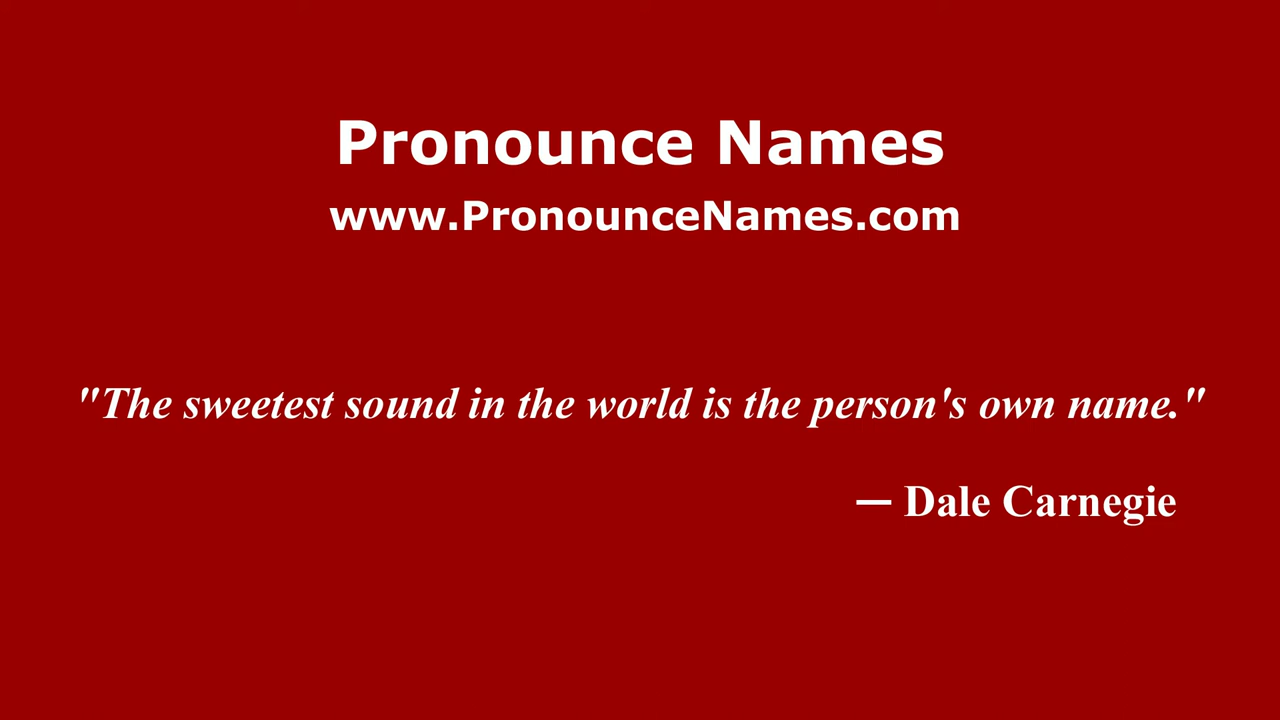 Pronounce Names
www.PronounceNames.com
"The sweetest sound in the world is the person's own name."
— Dale Carnegie